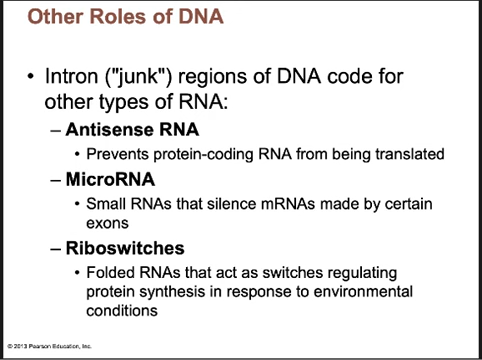 Other Roles of DNA
• Intron ("junk") regions of DNA code for
other types of RNA:
– Antisense RNA
• Prevents protein-coding RNA from being translated
– MicroRNA
• Small RNAs that silence mRNAs made by certain
exons
– Riboswitches
• Folded RNAs that act as switches regulating
protein synthesis in response to environmental
conditions
© 2013 Pearson Education, Inc.